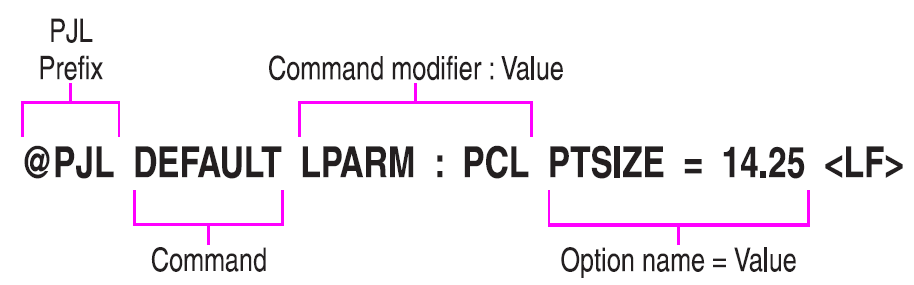 PJL
Prefix
Command modifier : Value
@PJL DEFAULT LPARM : PCL PTSIZE = 14.25 <LF>
Command
Option name = Value